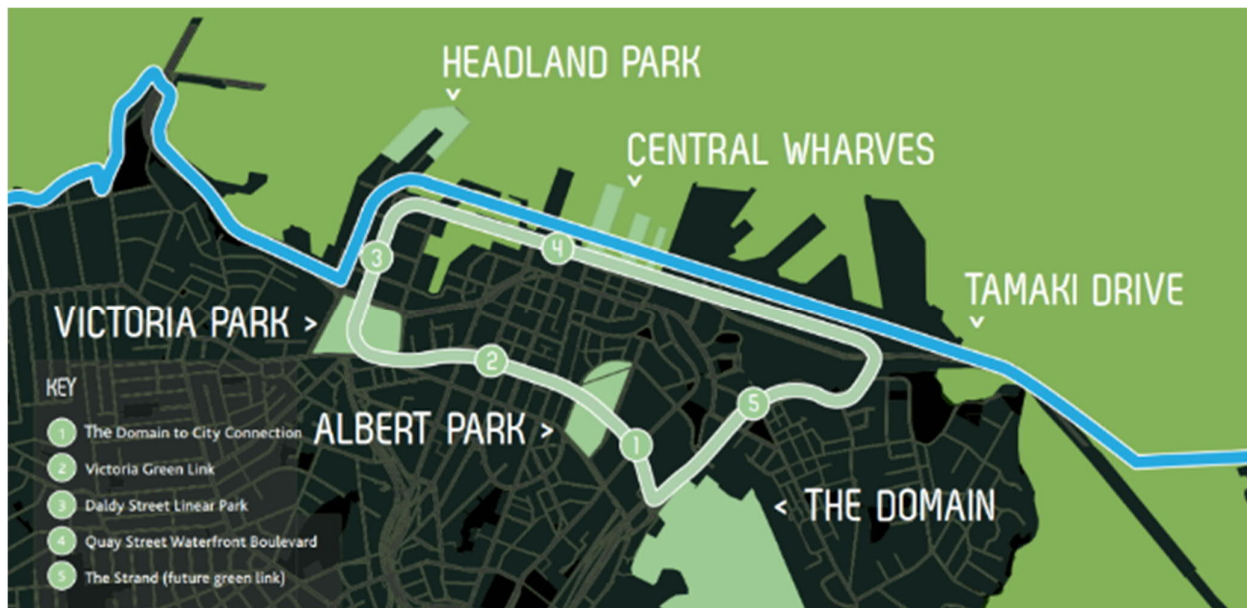 HEADLAND PARK
CENTRAL WHARVES
TAMAKI DRIVE
VICTORIA PARK >
ALBERT PARK >
< THE DOMAIN
3
4
2
1
5
KEY
1 The Domain to City Connection
2 Victoria Green Link
3 Daldy Street Linear Park
4 Quay Street Waterfront Boulevard
5 The Strand (future green link)